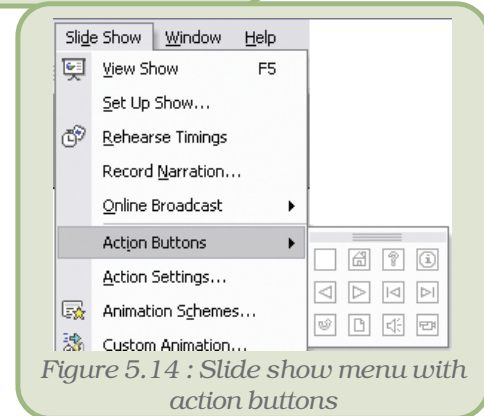 Slide Show Window Help
View Show F5
Set Up Show...
Rehearse Timings
Record Narration...
Online Broadcast
Action Buttons
Action Settings...
Animation Schemes...
Custom Animation...
Figure 5.14 : Slide show menu with
action buttons